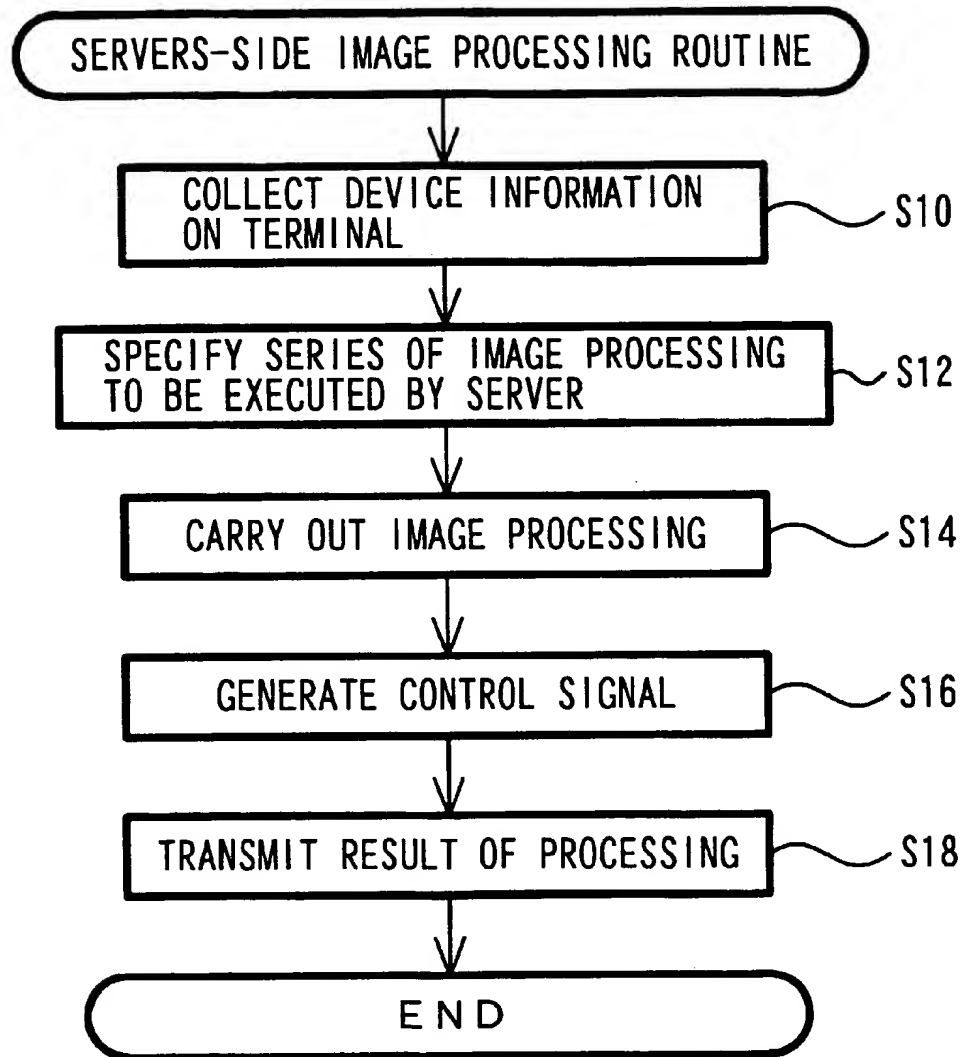 SERVERS-SIDE IMAGE PROCESSING ROUTINE
COLLECT DEVICE INFORMATION
ON TERMINAL
S10
SPECIFY SERIES OF IMAGE PROCESSING
TO BE EXECUTED BY SERVER
S12
CARRY OUT IMAGE PROCESSING
S14
GENERATE CONTROL SIGNAL
S16
TRANSMIT RESULT OF PROCESSING
S18
END